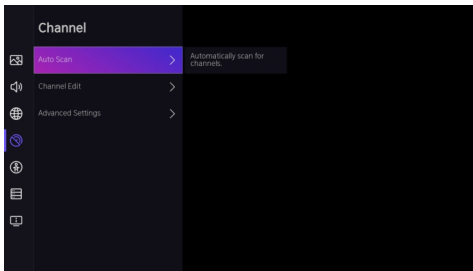 Channel
Auto Scan
Automatically scan for
channels.
Channel Edit
Advanced Settings